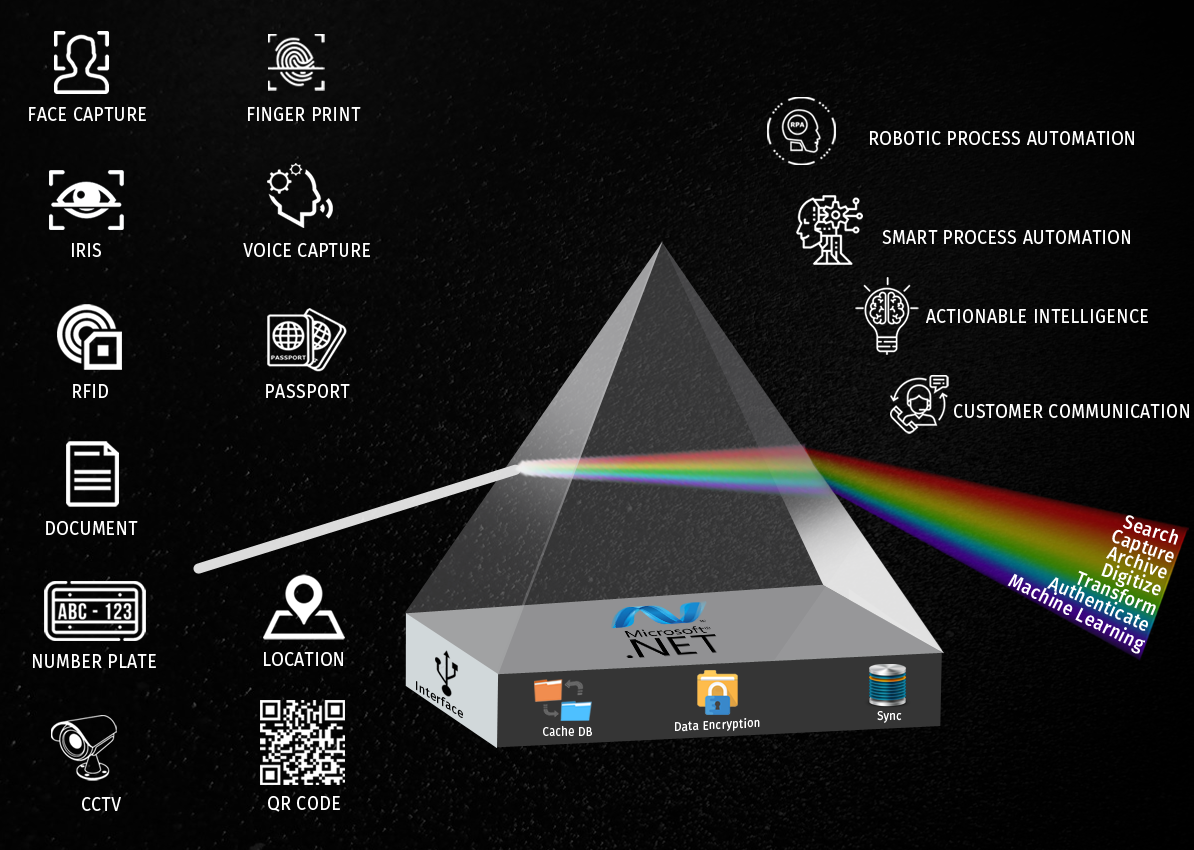 FACE CAPTURE
FINGER PRINT
IRIS
VOICE CAPTURE
RFID
PASSPORT
PASSPORT
DOCUMENT
ABC - 123
NUMBER PLATE
LOCATION
CCTV
QR CODE
RPA
ROBOTIC PROCESS AUTOMATION
SMART PROCESS AUTOMATION
ACTIONABLE INTELLIGENCE
CUSTOMER COMMUNICATION
Search
Capture
Archive
Digitize
Transform
Authenticate
Machine Learning
Microsoft™
.NET
Interface
Cache DB
Data Encryption
Sync